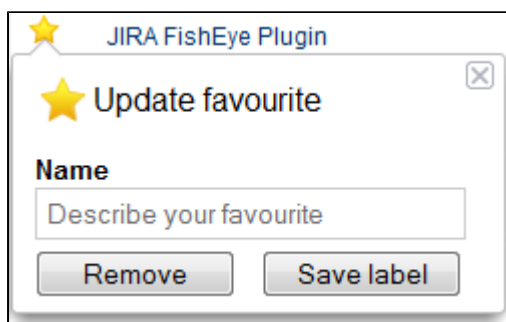 JIRA FishEye Plugin
Update favourite
Name
Describe your favourite
Remove Save label